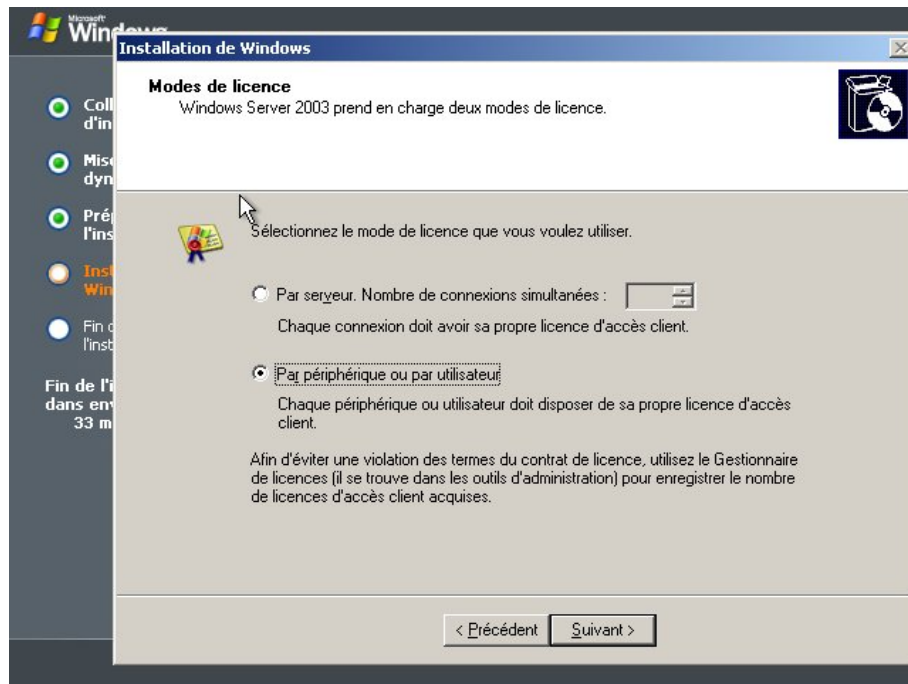 Microsoft
Windows
Installation de Windows
Modes de licence
Windows Server 2003 prend en charge deux modes de licence.
Sélectionnez le mode de licence que vous voulez utiliser.
Par serveur. Nombre de connexions simultanées :
Chaque connexion doit avoir sa propre licence d'accès client.
Par périphérique ou par utilisateur
Chaque périphérique ou utilisateur doit disposer de sa propre licence d'accès
client.
Afin d'éviter une violation des termes du contrat de licence, utilisez le Gestionnaire
de licences (il se trouve dans les outils d'administration) pour enregistrer le nombre
de licences d'accès client acquises.
< Précédent
Suivant >
Fin de
dans
33